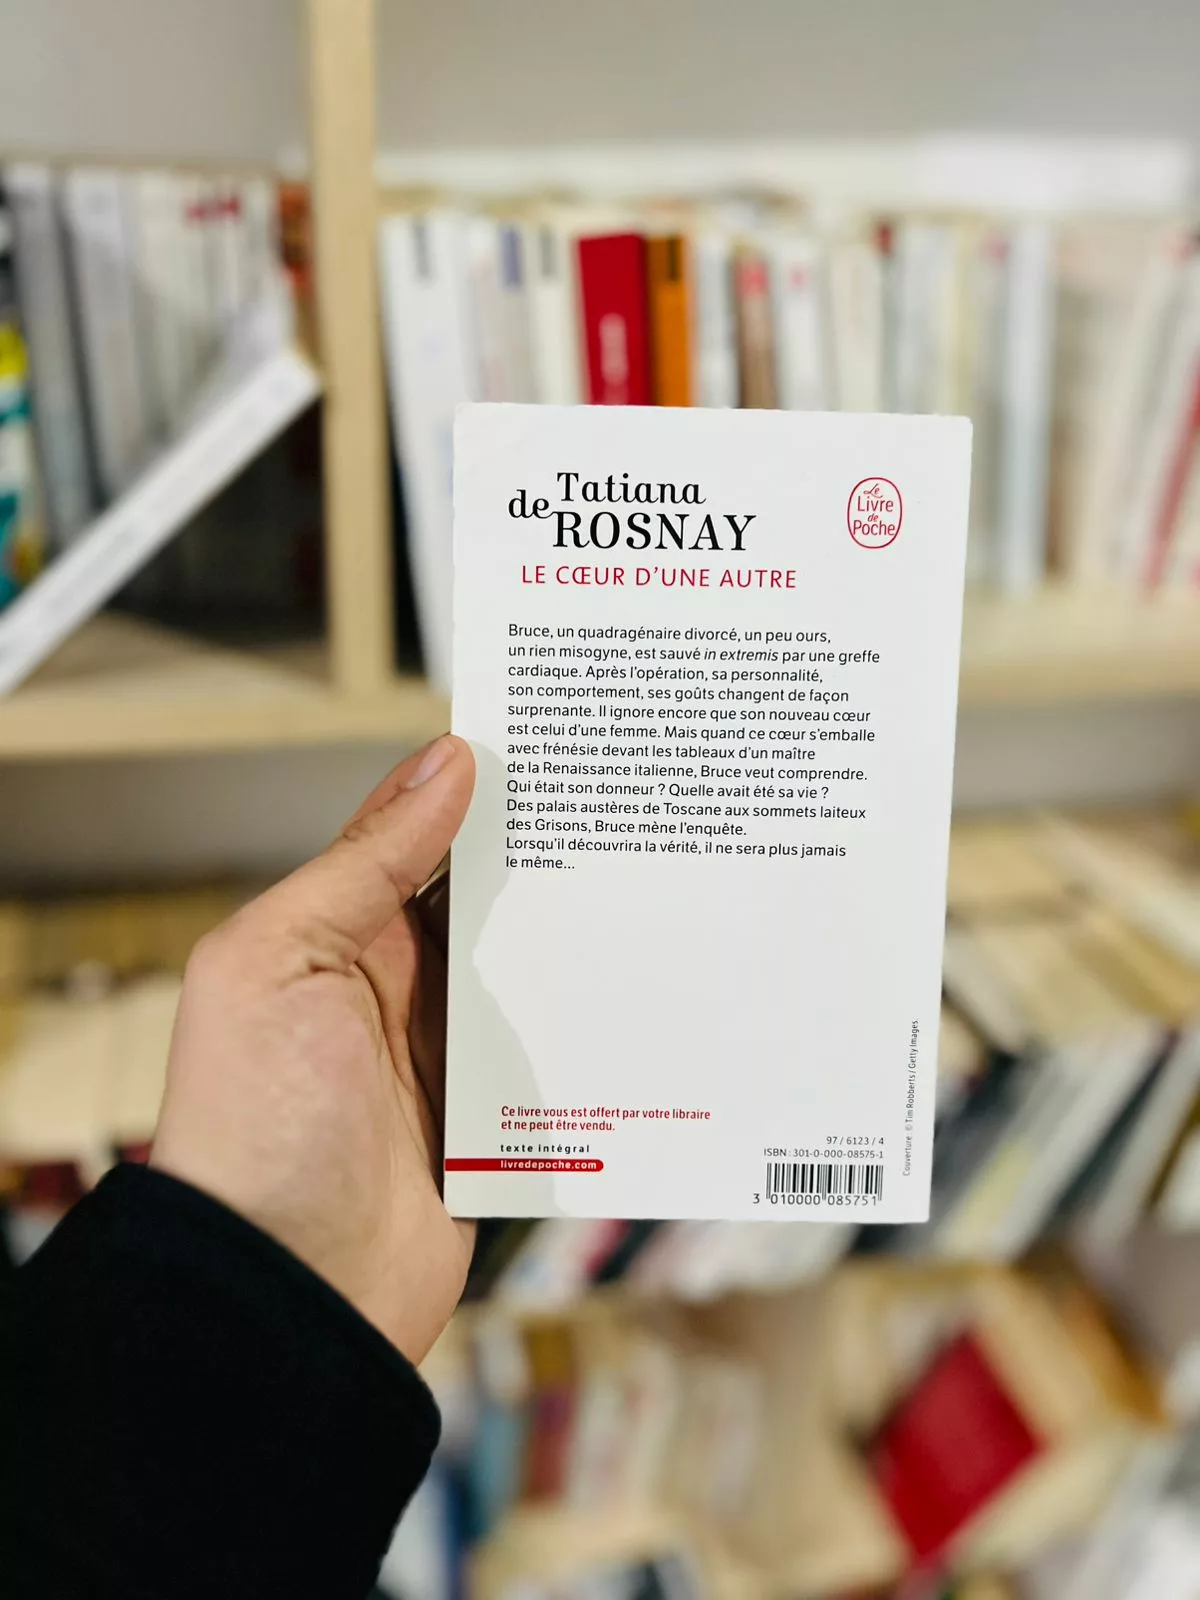 Tatiana
de ROSNAY
LE CŒUR D'UNE AUTRE
Le
Livre
de
Poche
Bruce, un quadragénaire divorcé, un peu ours,
un rien misogyne, est sauvé in extremis par une greffe
cardiaque. Après l'opération, sa personnalité,
son comportement, ses goûts changent de façon
surprenante. Il ignore encore que son nouveau cœur
est celui d'une femme. Mais quand ce cœur s'emballe
avec frénésie devant les tableaux d'un maître
de la Renaissance italienne, Bruce veut comprendre.
Qui était son donneur ? Quelle avait été sa vie ?
Des palais austères de Toscane aux sommets laiteux
des Grisons, Bruce mène l'enquête.
Lorsqu'il découvrira la vérité, il ne sera plus jamais
le même...
Ce livre vous est offert par votre libraire
et ne peut être vendu.
texte intégral
livredepoche.com
97 / 6123 / 4
ISBN : 301-0-000-08575-1
3 010000 085751
Couverture : © Tim Robberts / Getty Images.